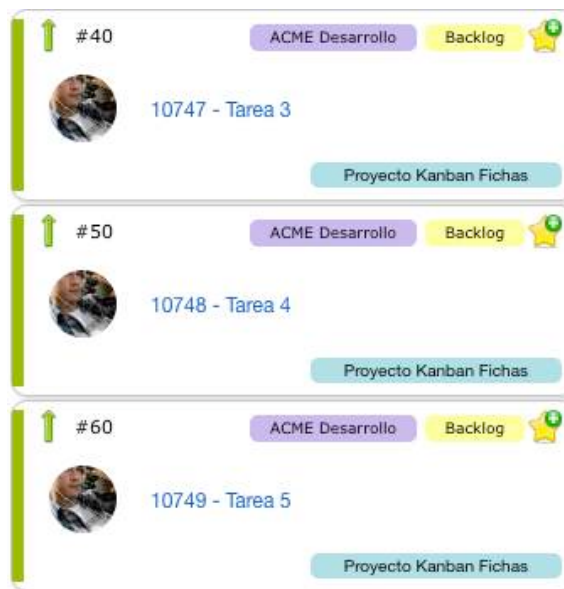 #40 ACME Desarrollo Backlog
10747 - Tarea 3
Proyecto Kanban Fichas
#50 ACME Desarrollo Backlog
10748 - Tarea 4
Proyecto Kanban Fichas
#60 ACME Desarrollo Backlog
10749 - Tarea 5
Proyecto Kanban Fichas